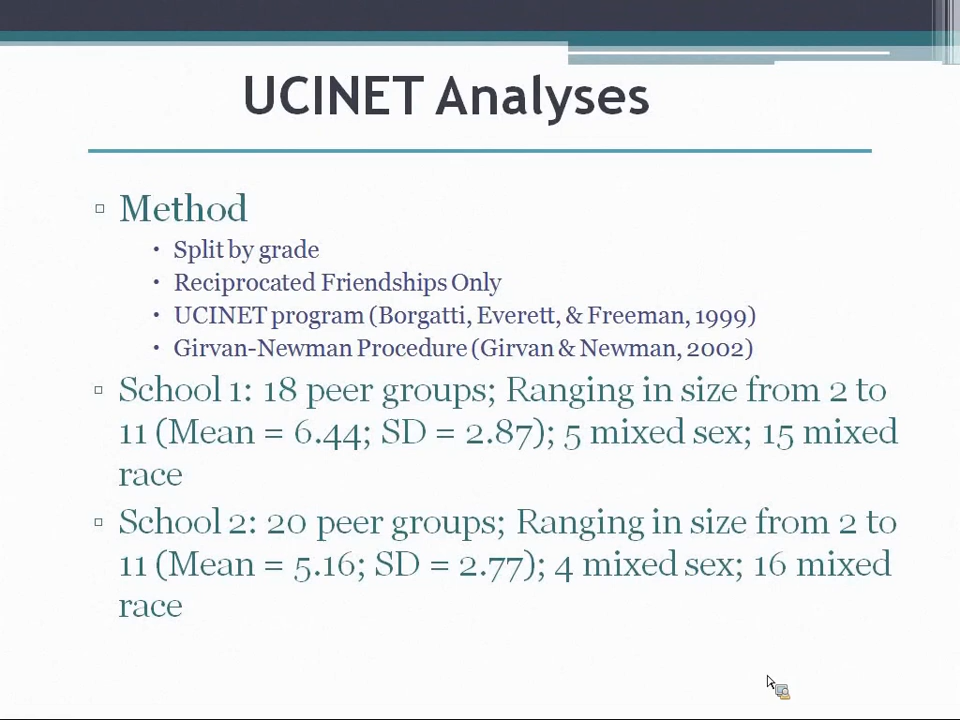 UCINET Analyses
Method
Split by grade
Reciprocated Friendships Only
UCINET program (Borgatti, Everett, & Freeman, 1999)
Girvan-Newman Procedure (Girvan & Newman, 2002)
School 1: 18 peer groups; Ranging in size from 2 to
11 (Mean = 6.44; SD = 2.87); 5 mixed sex; 15 mixed
race
School 2: 20 peer groups; Ranging in size from 2 to
11 (Mean = 5.16; SD = 2.77); 4 mixed sex; 16 mixed
race